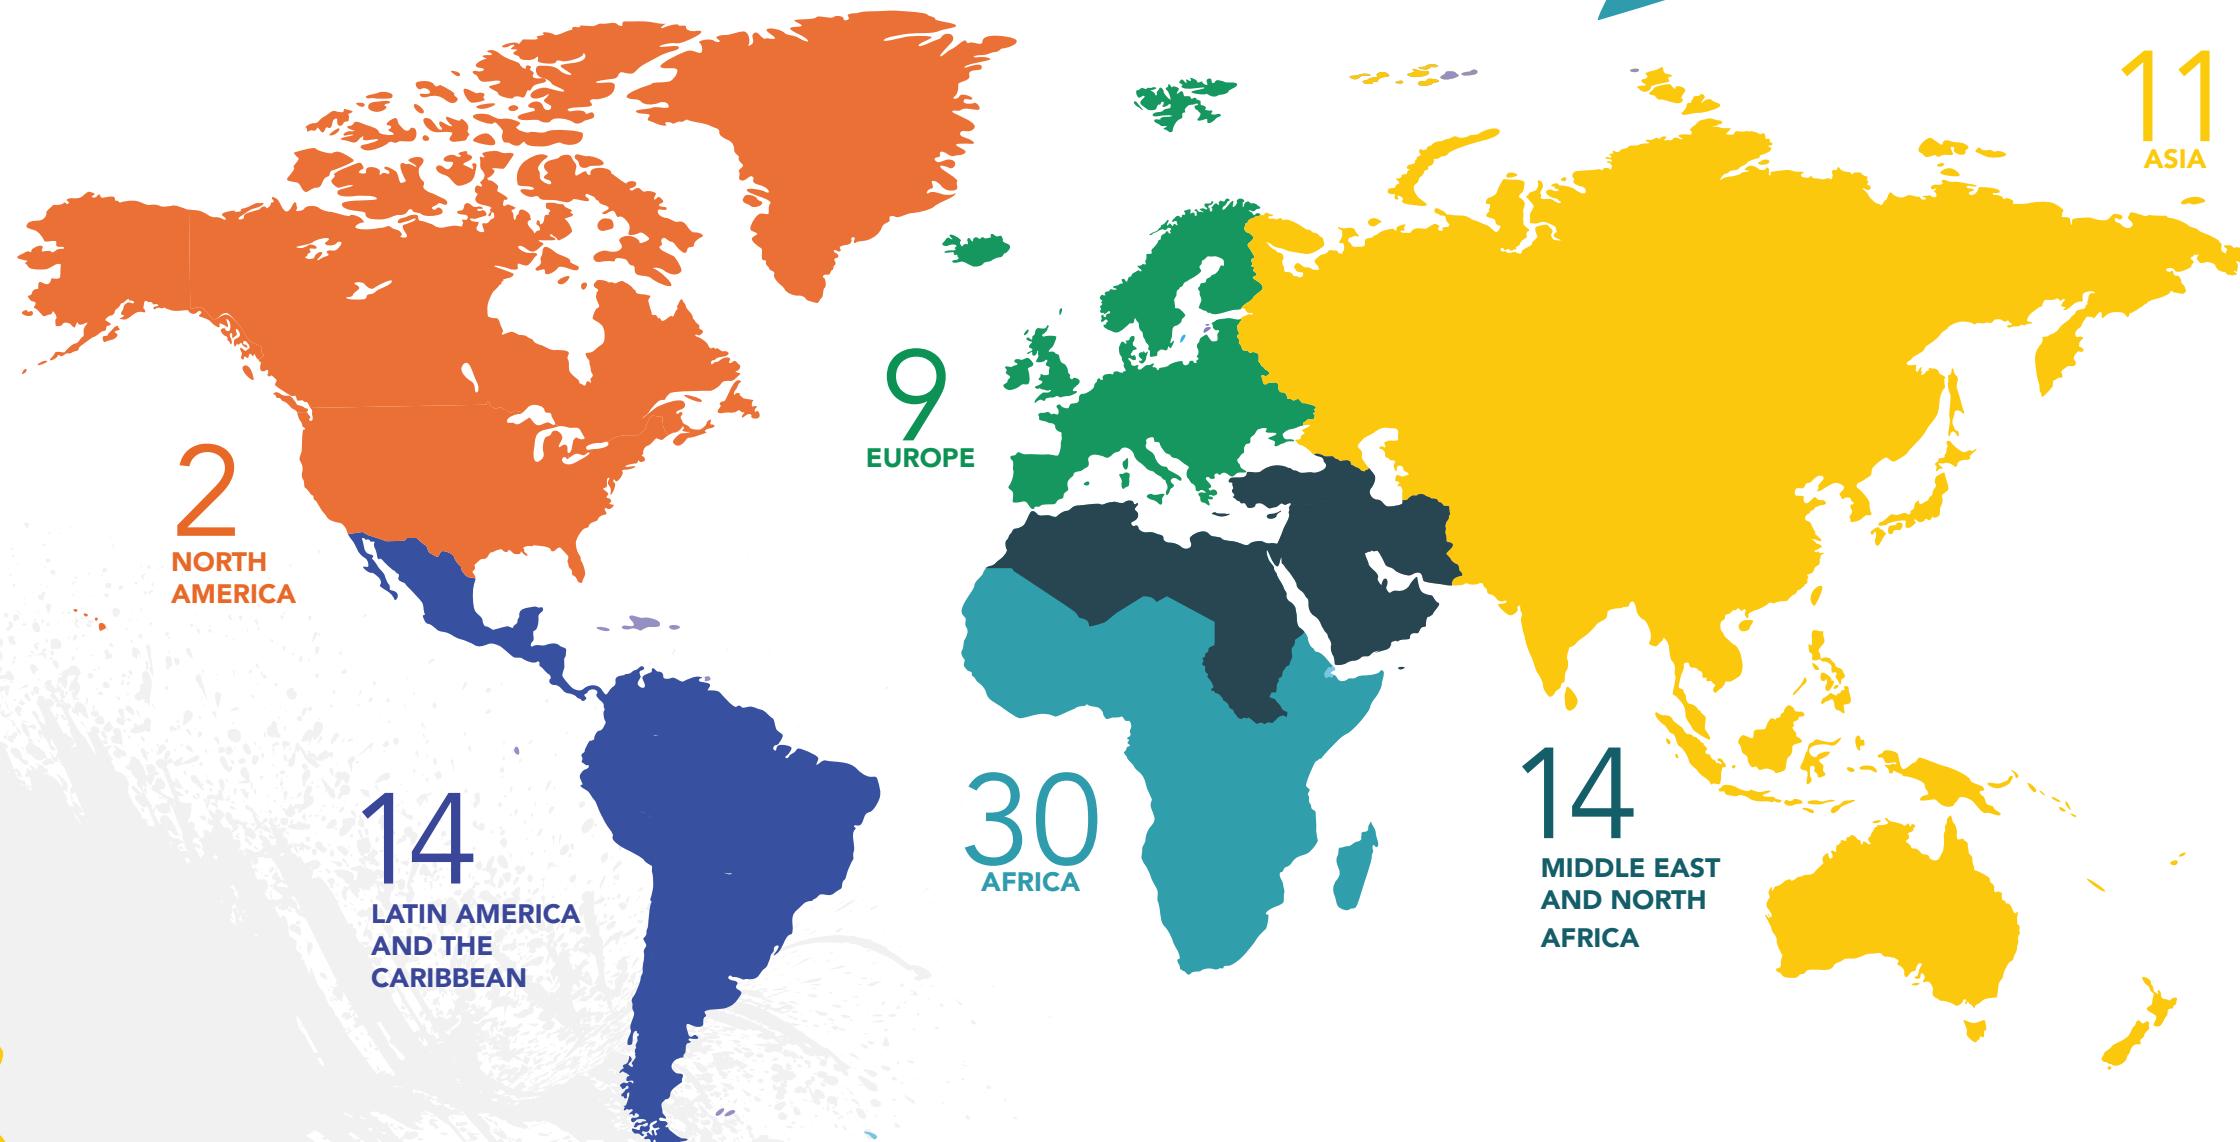 11
ASIA
9
EUROPE
2
NORTH
AMERICA
14
LATIN AMERICA
AND THE
CARIBBEAN
30
AFRICA
14
MIDDLE EAST
AND NORTH
AFRICA